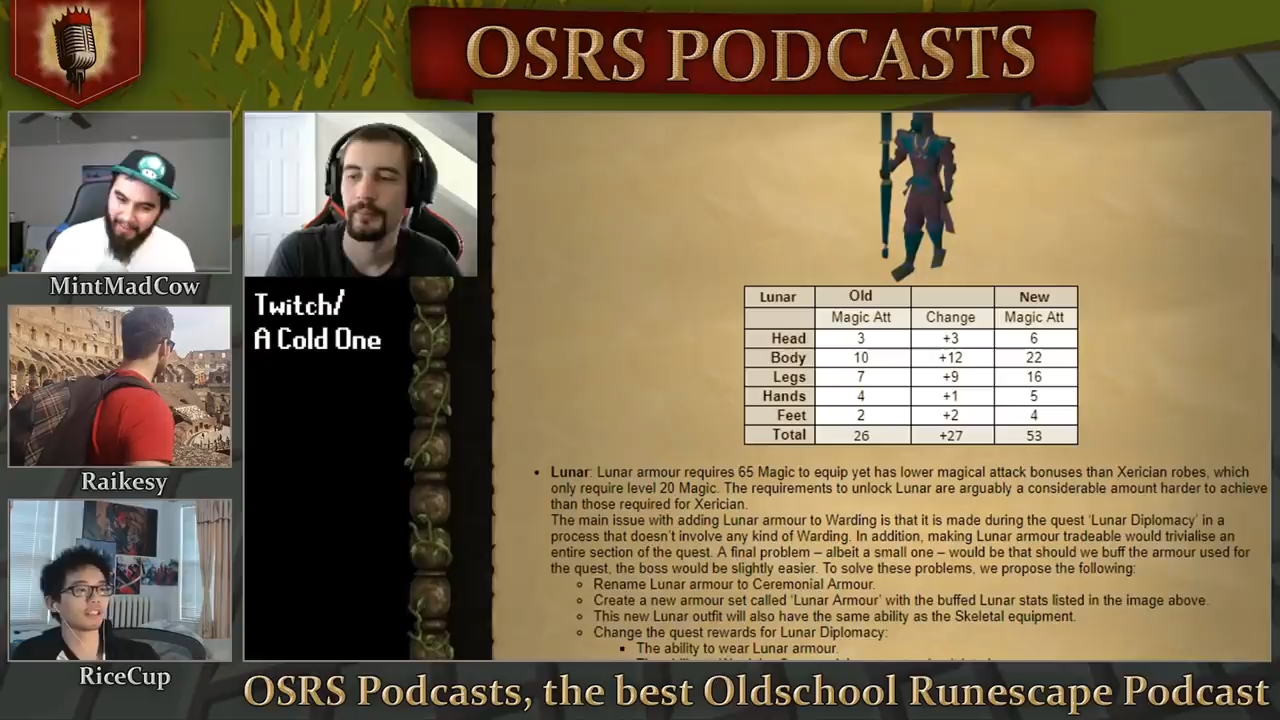 OSRS PODCASTS
MintMadCow
Raikesy
RiceCup
Twitch/
A Cold One
Lunar Old New
Magic Att Change Magic Att
Head 3 +3 6
Body 10 +12 22
Legs 7 +9 16
Hands 4 +1 5
Feet 2 +2 4
Total 26 +27 53
• Lunar: Lunar armour requires 65 Magic to equip yet has lower magical attack bonuses than Xerician robes, which
only require level 20 Magic. The requirements to unlock Lunar are arguably a considerable amount harder to achieve
than those required for Xerician.
The main issue with adding Lunar armour to Warding is that it is made during the quest 'Lunar Diplomacy' in a
process that doesn't involve any kind of Warding. In addition, making Lunar armour tradeable would trivialise an
entire section of the quest. A final problem – albeit a small one – would be that should we buff the armour used for
the quest, the boss would be slightly easier. To solve these problems, we propose the following:
Rename Lunar armour to Ceremonial Armour.
Create a new armour set called 'Lunar Armour' with the buffed Lunar stats listed in the image above.
This new Lunar outfit will also have the same ability as the Skeletal equipment.
Change the quest rewards for Lunar Diplomacy:
The ability to wear Lunar armour.
OSRS Podcasts, the best Oldschool Runescape Podcast